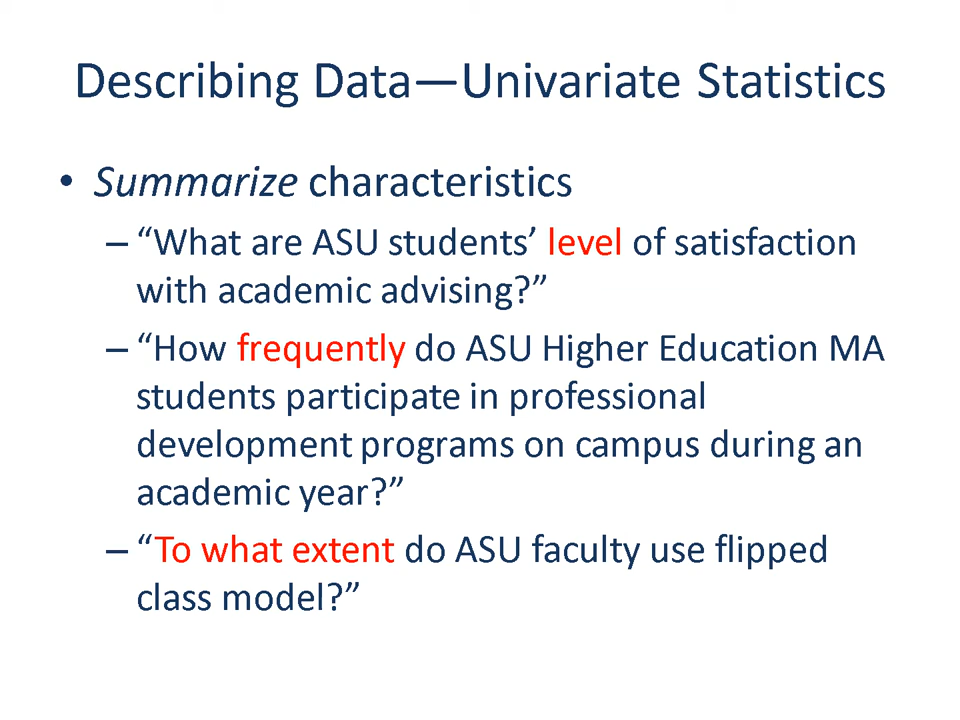 Describing Data—Univariate Statistics
• Summarize characteristics
– “What are ASU students’ level of satisfaction
with academic advising?”
– “How frequently do ASU Higher Education MA
students participate in professional
development programs on campus during an
academic year?”
– “To what extent do ASU faculty use flipped
class model?”